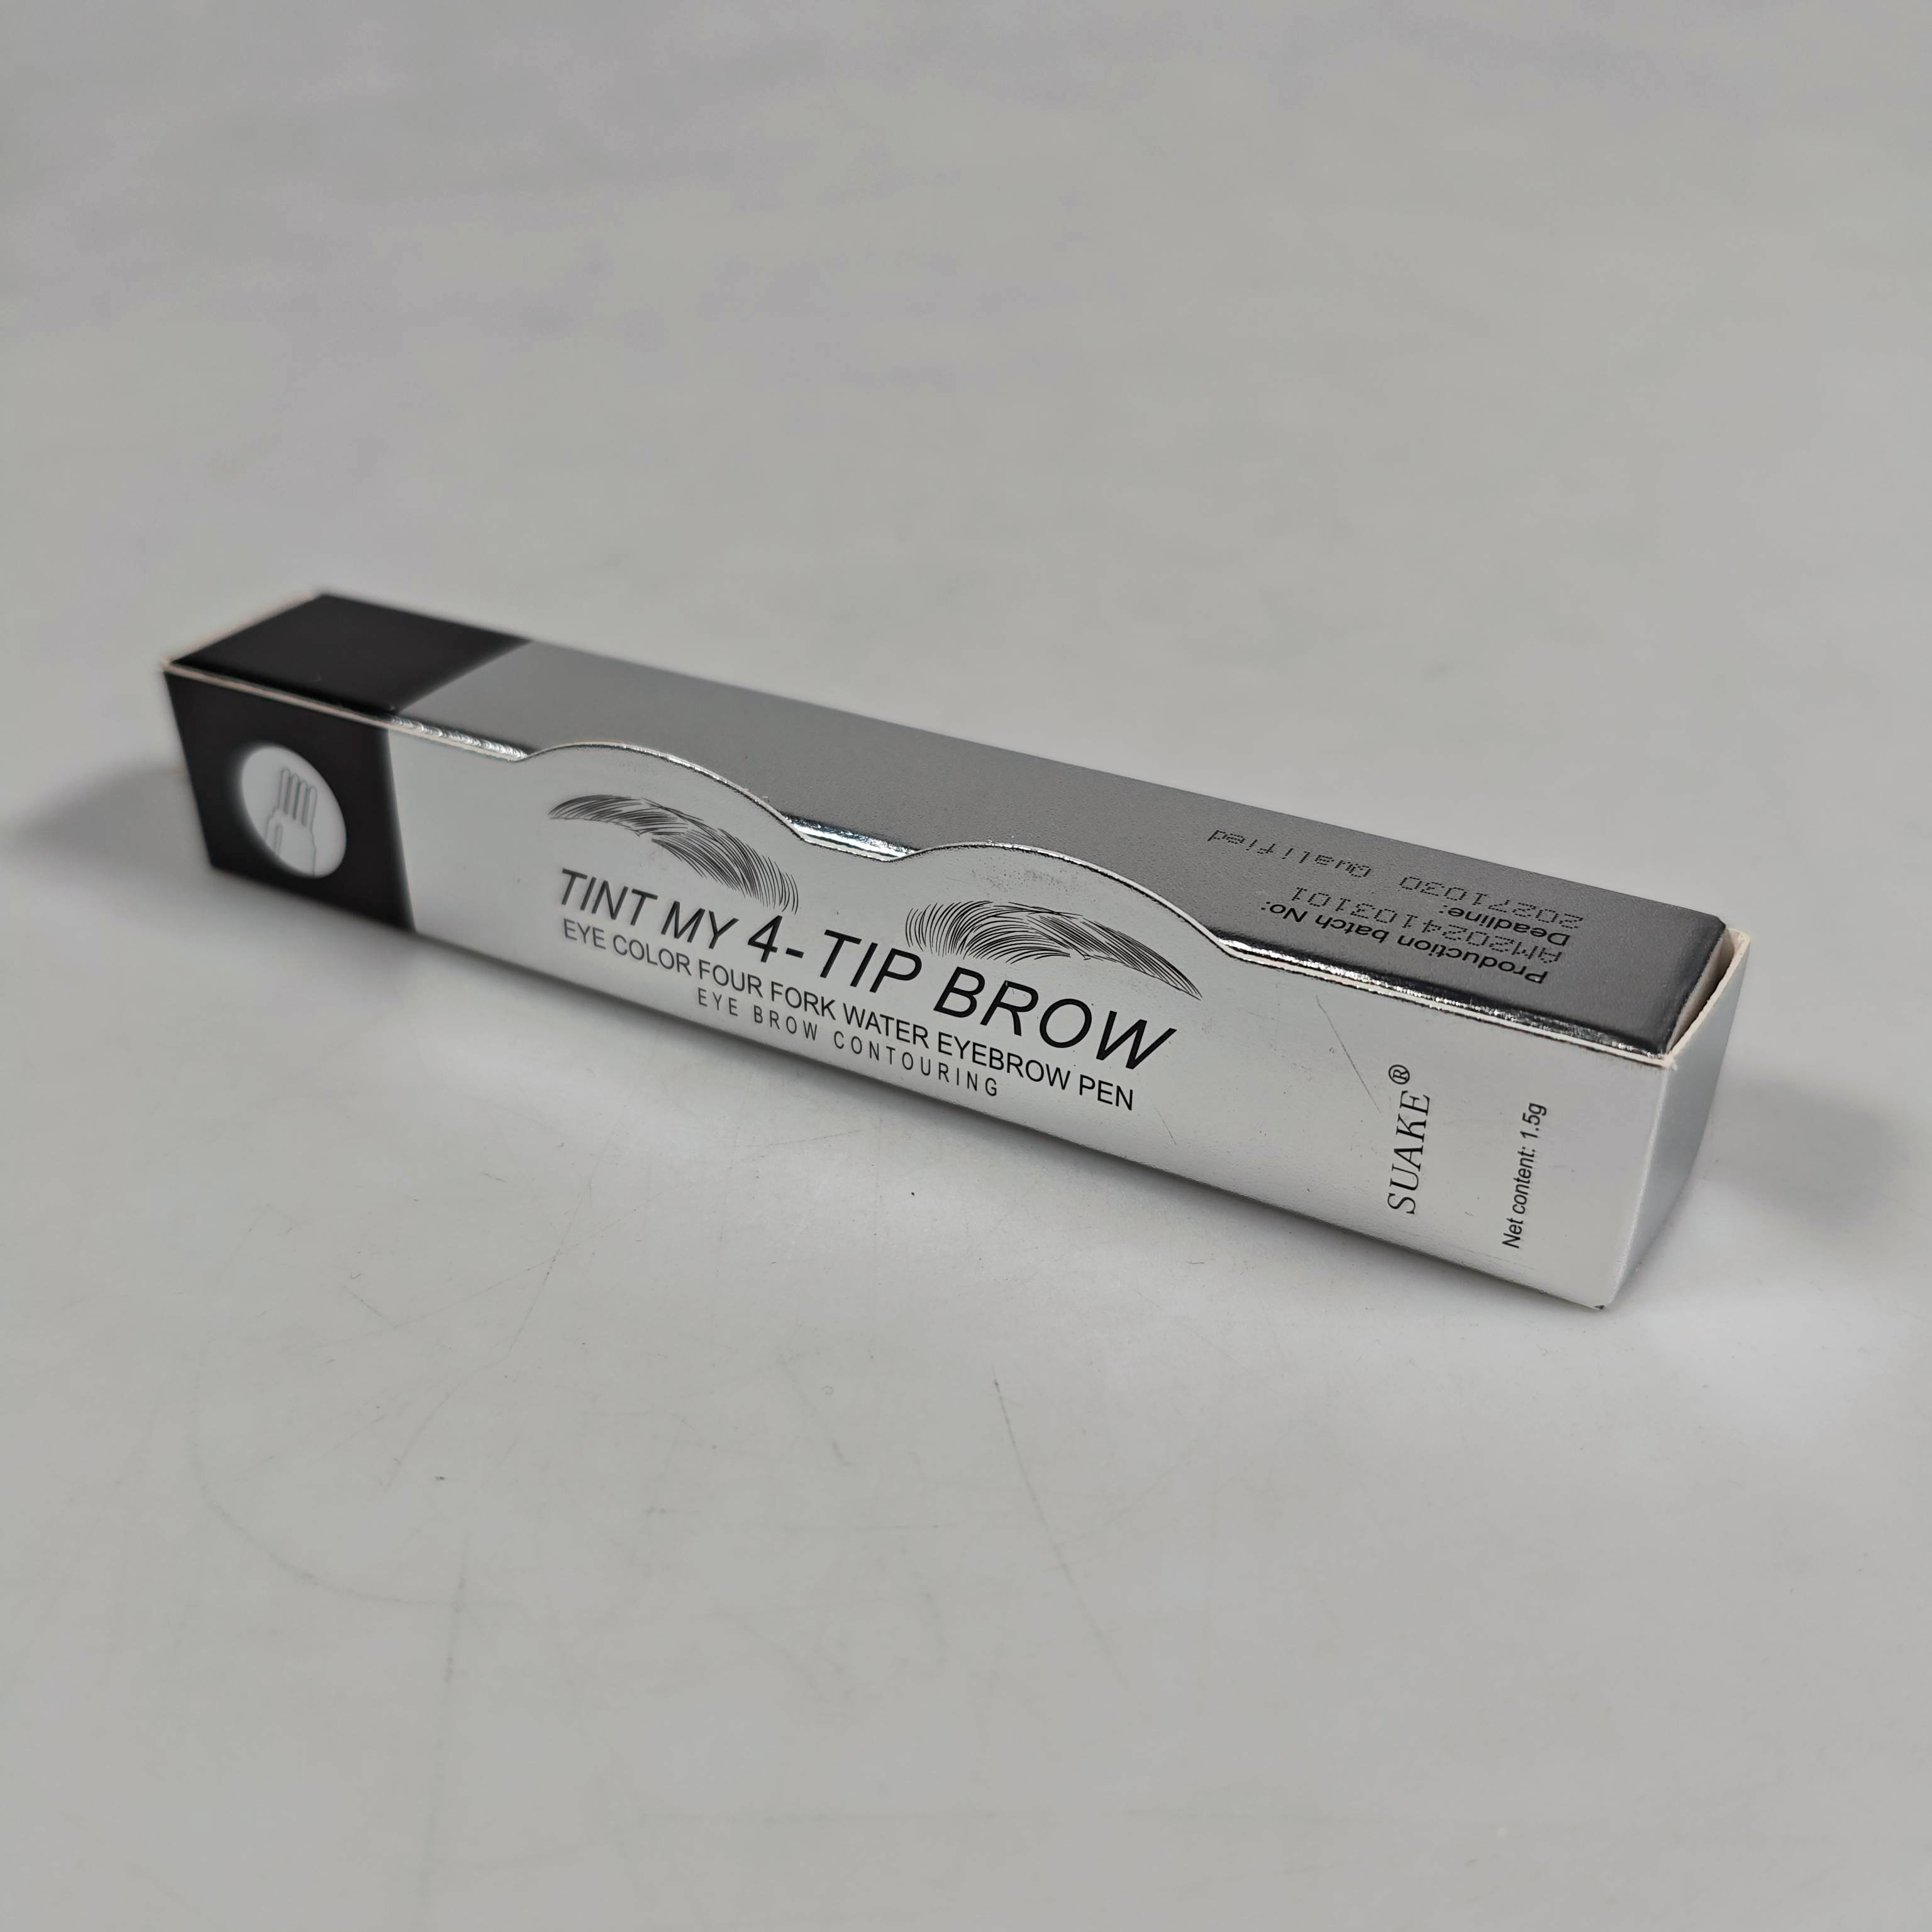 TINT MY 4-TIP BROW
EYE COLOR FOUR FORK WATER EYEBROW PEN
EYE BROW CONTOURING
SUAKE®
Net content: 1.5g
Production batch No:
AM2024103101
Deadline:
20271030 Qualified